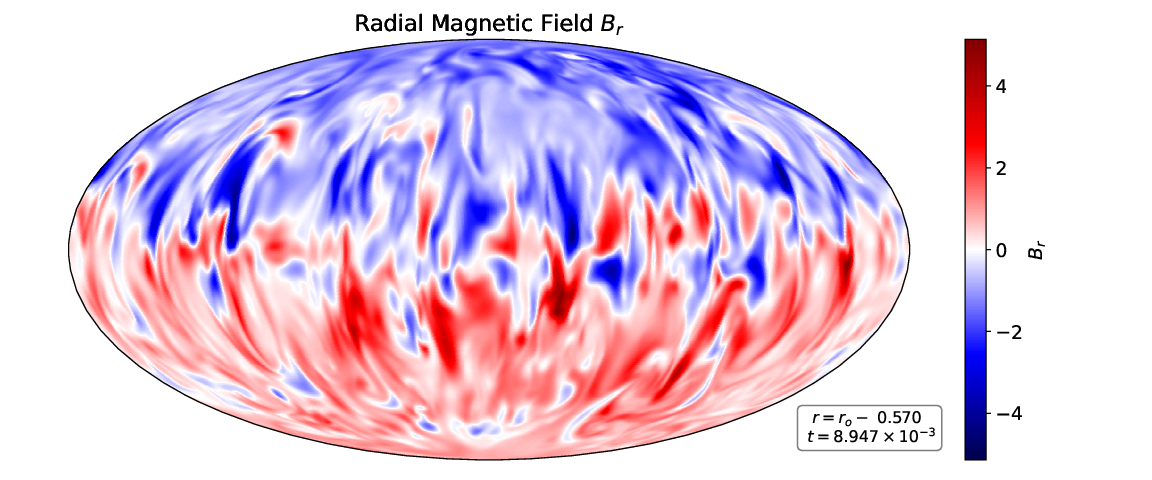 Radial Magnetic Field $B_r$
4
2
0
−2
−4
$B_r$
$r = r_o - 0.570$
$t = 8.947 \times 10^{-3}$